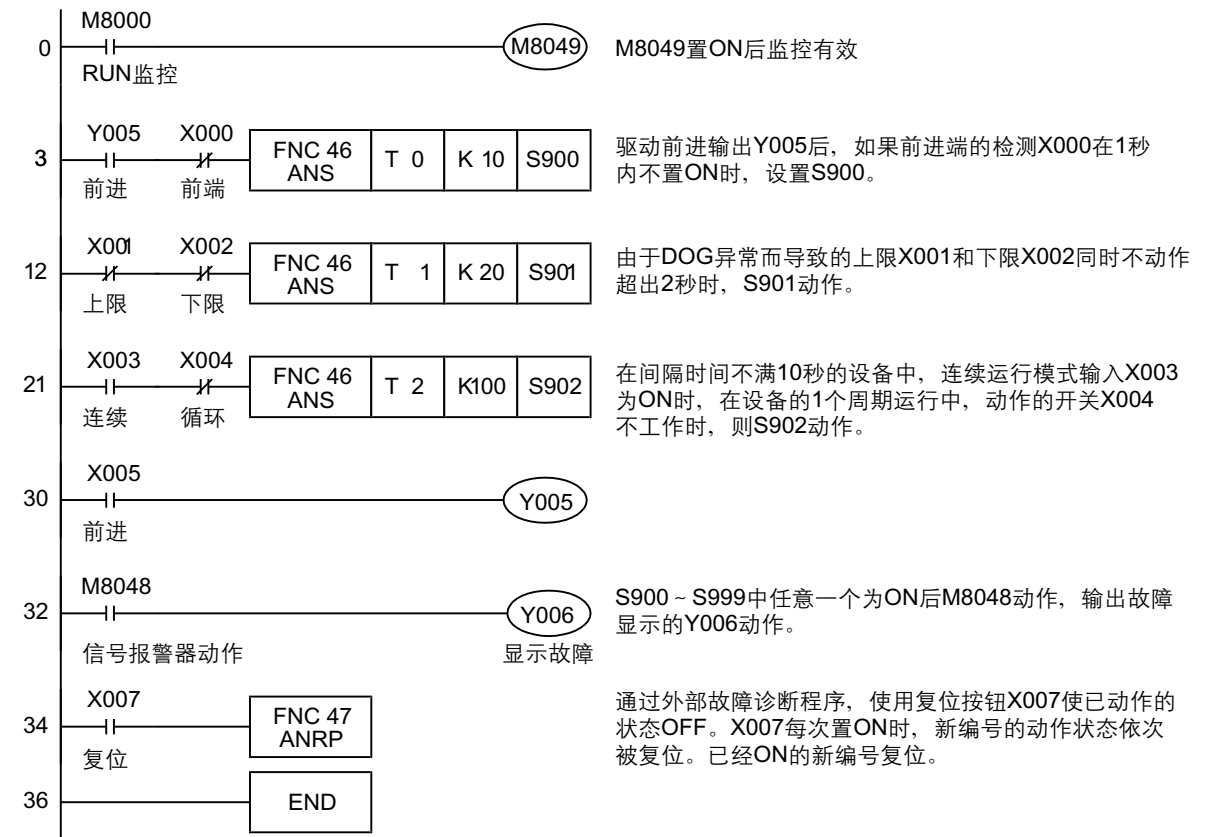 M8000
0
M8049
M8049置ON后监控有效
RUN监控
Y005 X000
3
FNC 46
ANS
T 0
K 10
S900
前进 前端
驱动前进输出Y005后，如果前进端的检测X000在1秒
内不置ON时，设置S900。
X001 X002
12
FNC 46
ANS
T 1
K 20
S901
上限 下限
由于DOG异常而导致的上限X001和下限X002同时不动作
超出2秒时，S901动作。
X003 X004
21
FNC 46
ANS
T 2
K100
S902
连续 循环
在间隔时间不满10秒的设备中，连续运行模式输入X003
为ON时，在设备的1个周期运行中，动作的开关X004
不工作时，则S902动作。
X005
30
Y005
前进
M8048
32
Y006
信号报警器动作
显示故障
S900～S999中任意一个为ON后M8048动作，输出故障
显示的Y006动作。
X007
34
FNC 47
ANRP
复位
通过外部故障诊断程序，使用复位按钮X007使已动作的
状态OFF。X007每次置ON时，新编号的动作状态依次
被复位。已经ON的新编号复位。
36
END